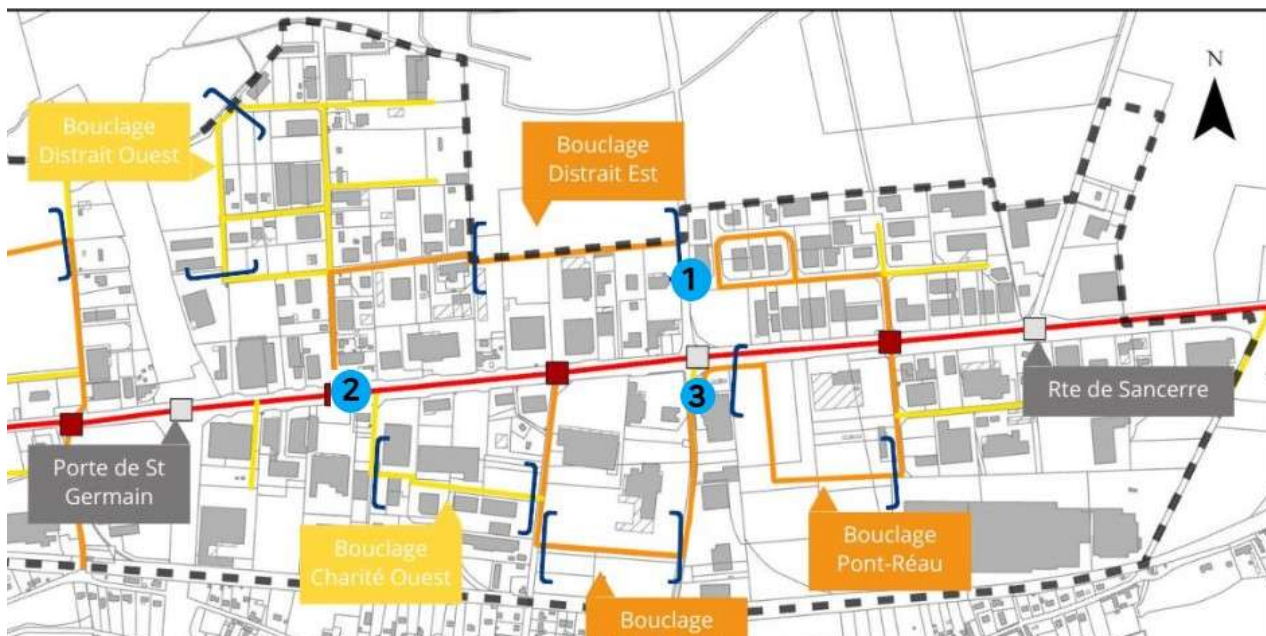 N
Bouclage
Distrait Ouest
Bouclage
Distrait Est
1
2
3
Rte de Sancerre
Porte de St
Germain
Bouclage
Charité Ouest
Bouclage
Pont-Réau
Bouclage